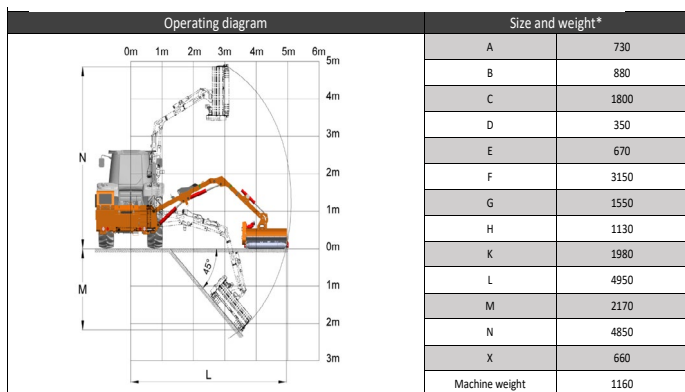 Operating diagram
Size and weight*
0m 1m 2m 3m 4m 5m 6m
5m
4m
3m
2m
1m
0m
1m
2m
3m
N
M
45°
L
A 730
B 880
C 1800
D 350
E 670
F 3150
G 1550
H 1130
K 1980
L 4950
M 2170
N 4850
X 660
Machine weight 1160